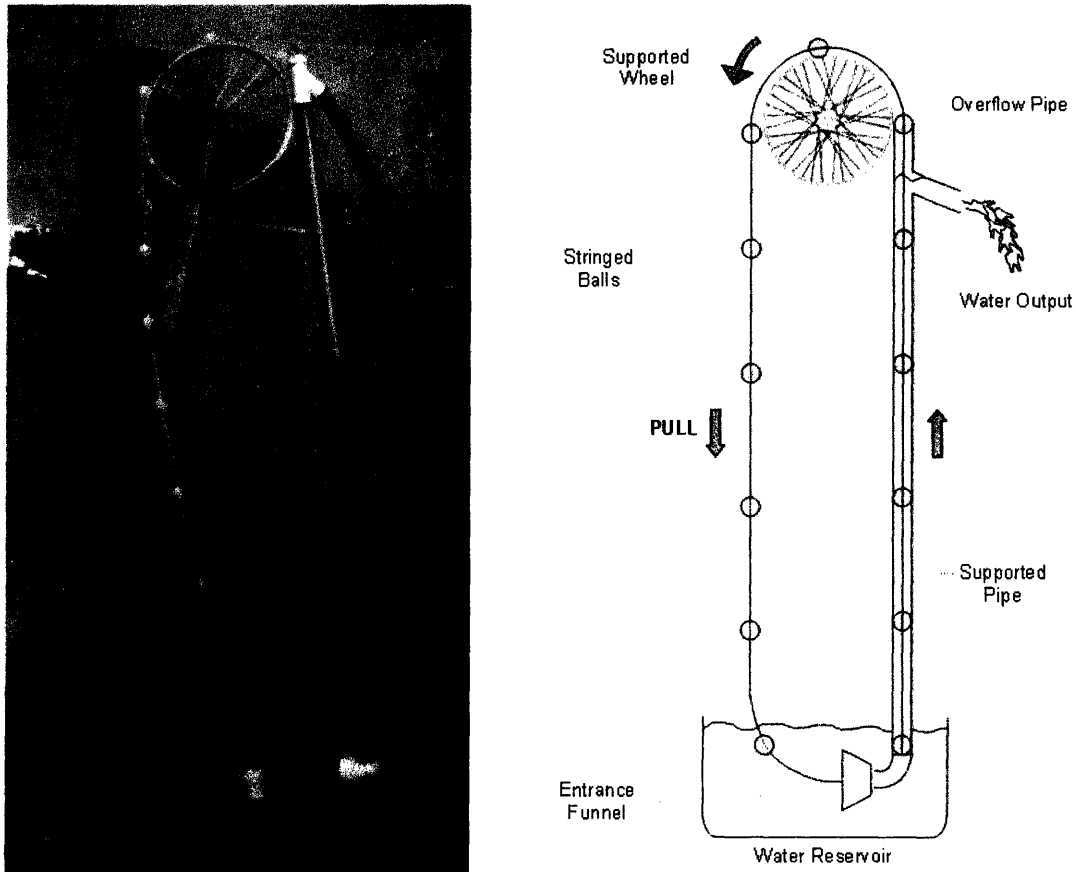 Supported
Wheel
Overflow Pipe
Stringed
Balls
Water Output
PULL
Supported
Pipe
Entrance
Funnel
Water Reservoir